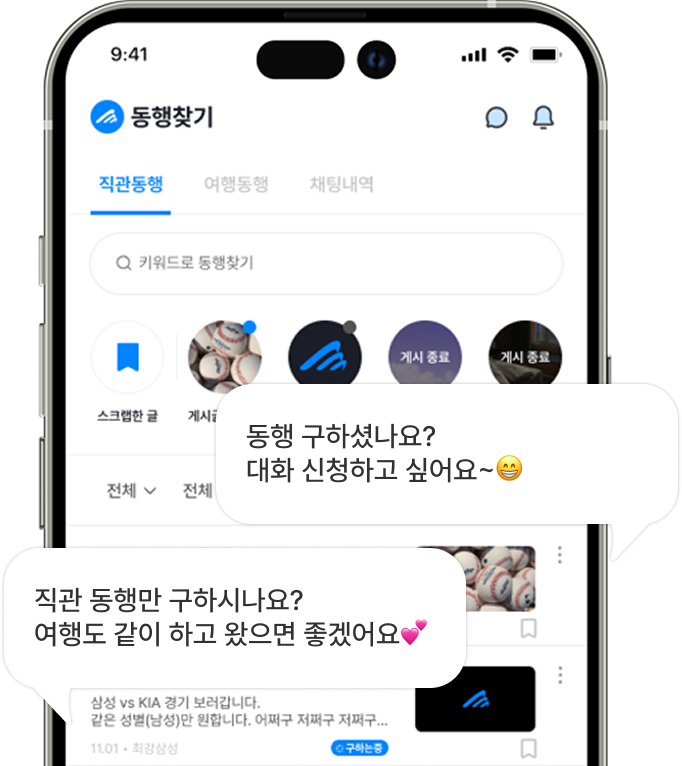 9:41
동행찾기
직관동행 여행동행 채팅내역
키워드로 동행찾기
게시 종료 게시 종료
스크랩한 글 게시글
동행 구하셨나요?
대화 신청하고 싶어요~😁
전체 전체
직관 동행만 구하시나요?
여행도 같이 하고 왔으면 좋겠어요💕
삼성 vs KIA 경기 보러갑니다.
같은 성별(남성)만 원합니다. 어쩌구 저쩌구 저쩌구...
11.01 • 최강삼성 구하는중